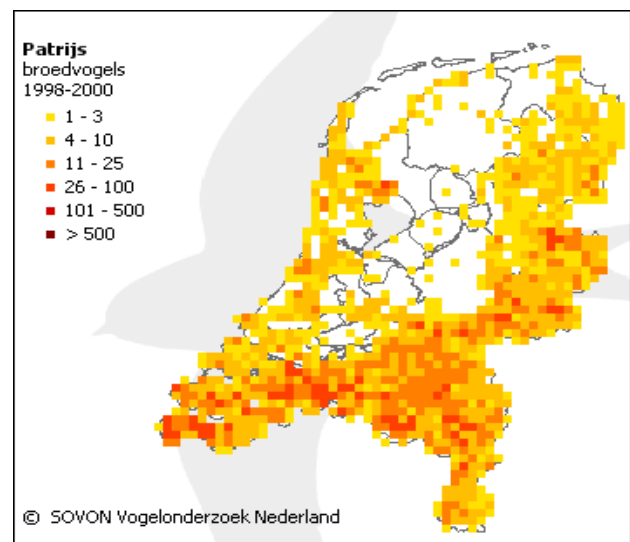 Patrijs
broedvogels
1998-2000
1 - 3
4 - 10
11 - 25
26 - 100
101 - 500
> 500
© SOVON Vogelonderzoek Nederland